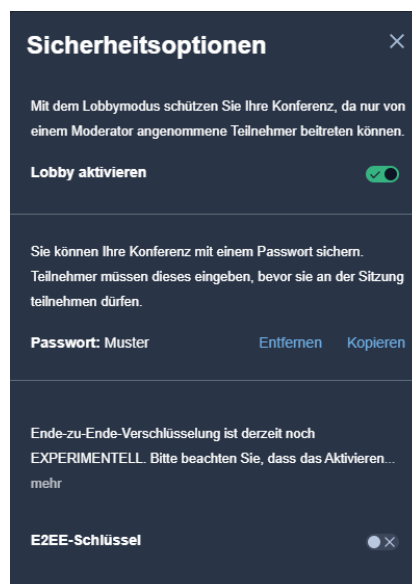 Sicherheitsoptionen
Mit dem Lobbymodus schützen Sie Ihre Konferenz, da nur von
einem Moderator angenommene Teilnehmer beitreten können.
Lobby aktivieren
Sie können Ihre Konferenz mit einem Passwort sichern.
Teilnehmer müssen dieses eingeben, bevor sie an der Sitzung
teilnehmen dürfen.
Passwort: Muster Entfernen Kopieren
Ende-zu-Ende-Verschlüsselung ist derzeit noch
EXPERIMENTELL. Bitte beachten Sie, dass das Aktivieren...
mehr
E2EE-Schlüssel